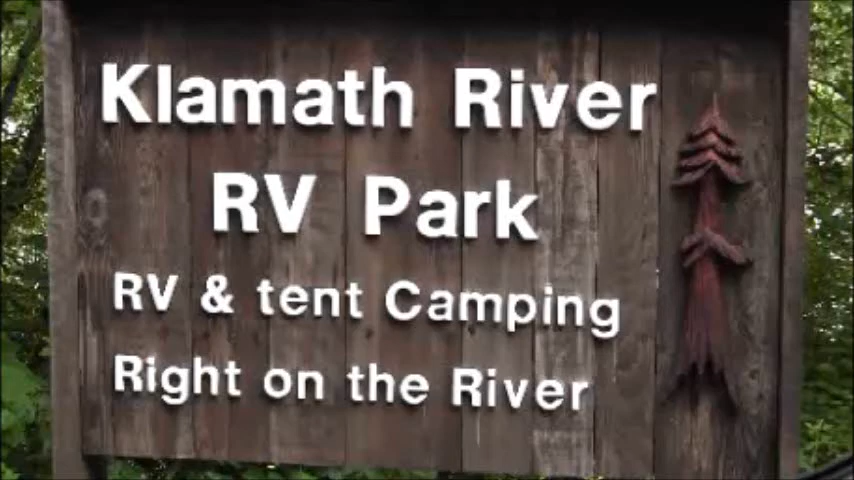 Klamath River
RV Park
RV & tent Camping
Right on the River